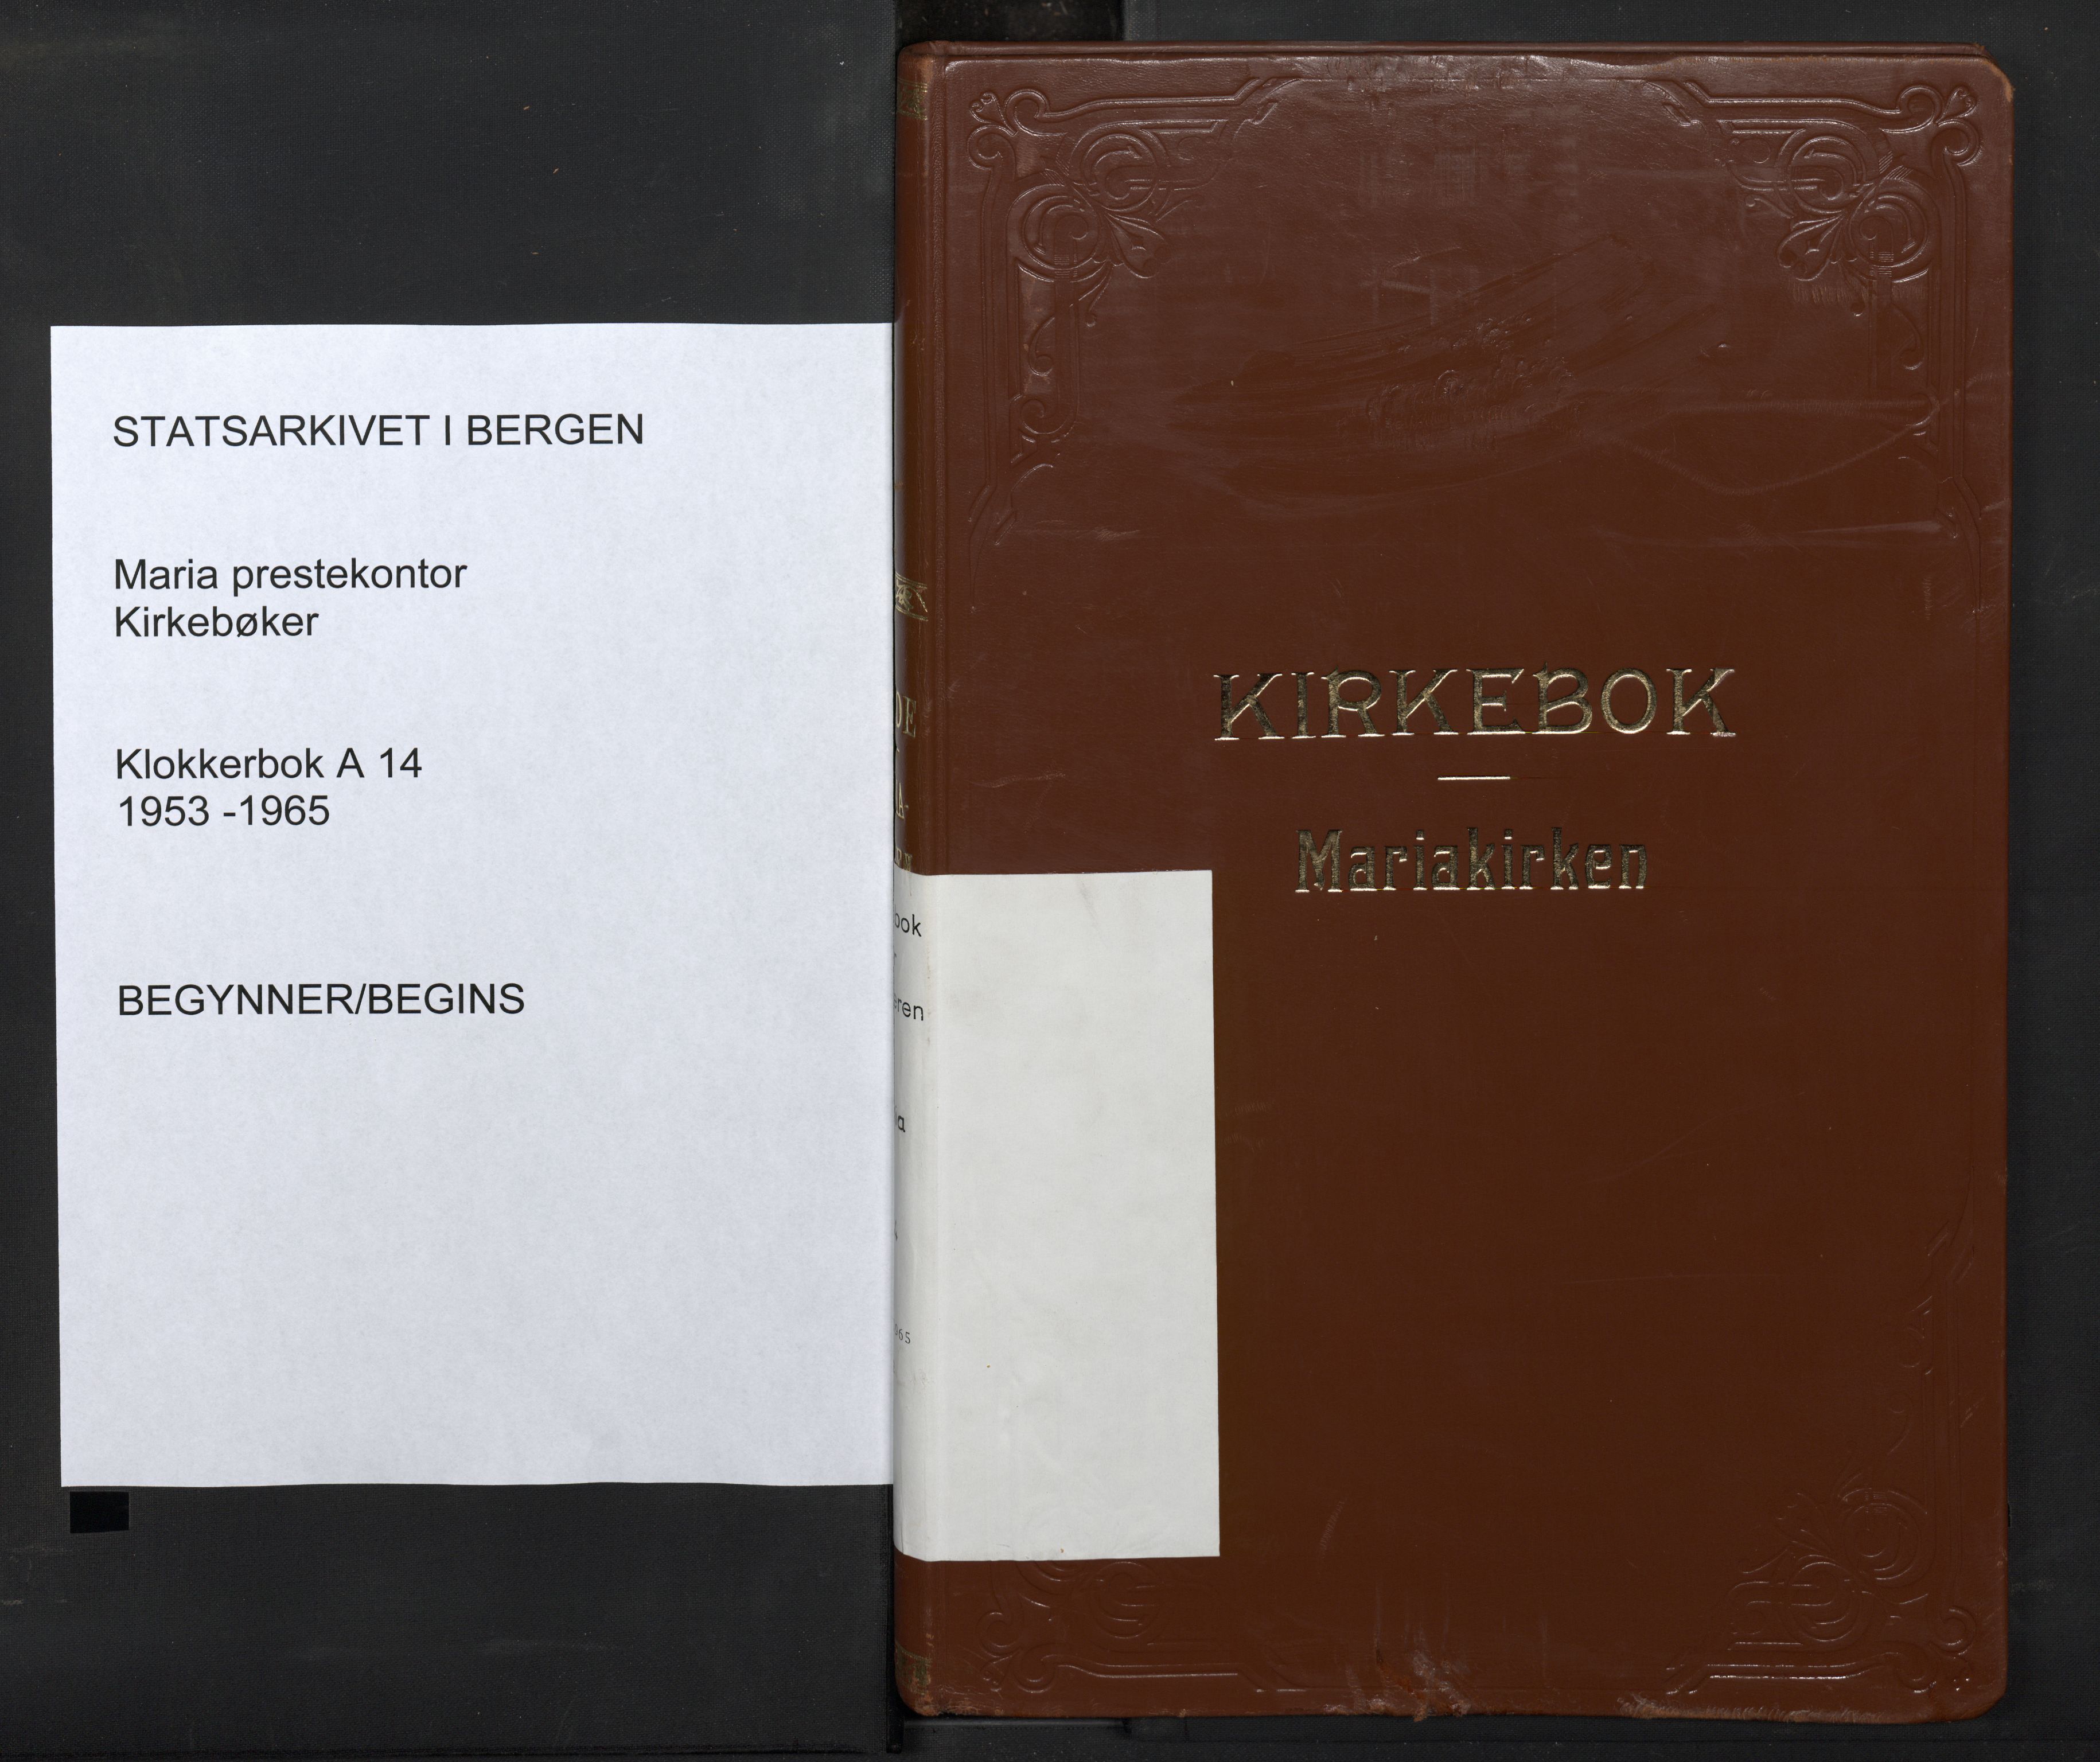 STATSARKIVET I BERGEN
Maria prestekontor
Kirkebøker
Klokkerbok A 14
1953 -1965
BEGYNNER/BEGINS
KIRKEBOK
Mariakirken